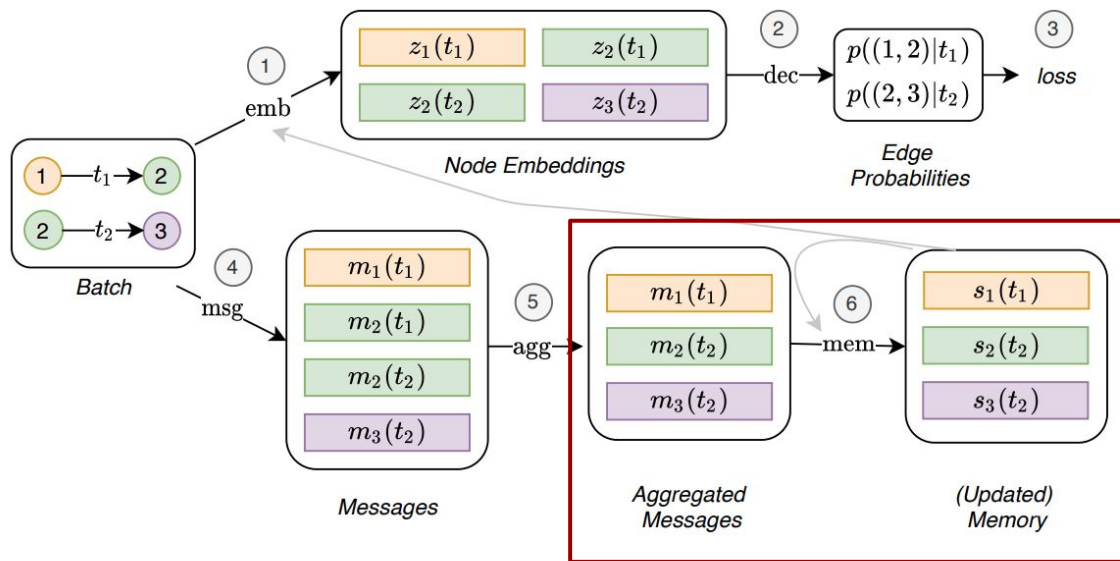 1
emb
z₁(t₁)
z₂(t₁)
z₂(t₂)
z₃(t₂)
Node Embeddings
2
dec
p((1, 2)|t₁)
p((2, 3)|t₂)
Edge
Probabilities
3
loss
1 t₁ 2
2 t₂ 3
Batch
4
msg
m₁(t₁)
m₂(t₁)
m₂(t₂)
m₃(t₂)
Messages
5
agg
m₁(t₁)
m₂(t₂)
m₃(t₂)
Aggregated
Messages
6
mem
s₁(t₁)
s₂(t₂)
s₃(t₂)
(Updated)
Memory